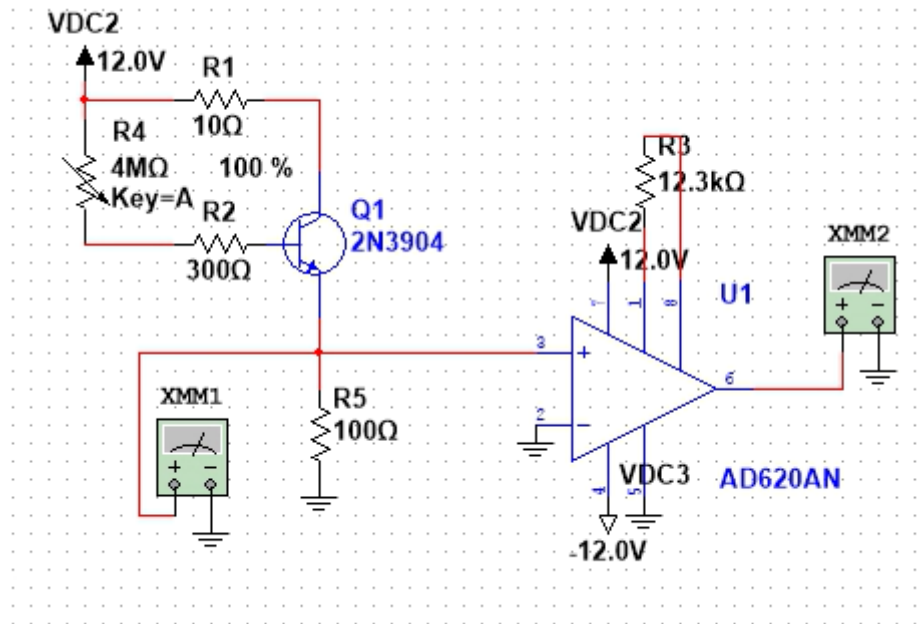 VDC2
12.0V
R1
10Ω
R4
4MΩ
100 %
Key=A
R2
300Ω
Q1
2N3904
R3
12.3kΩ
VDC2
12.0V
7
1
8
U1
XMM2
+ −
3
+
6
XMM1
+ −
R5
100Ω
2
−
4
5
VDC3
AD620AN
-12.0V